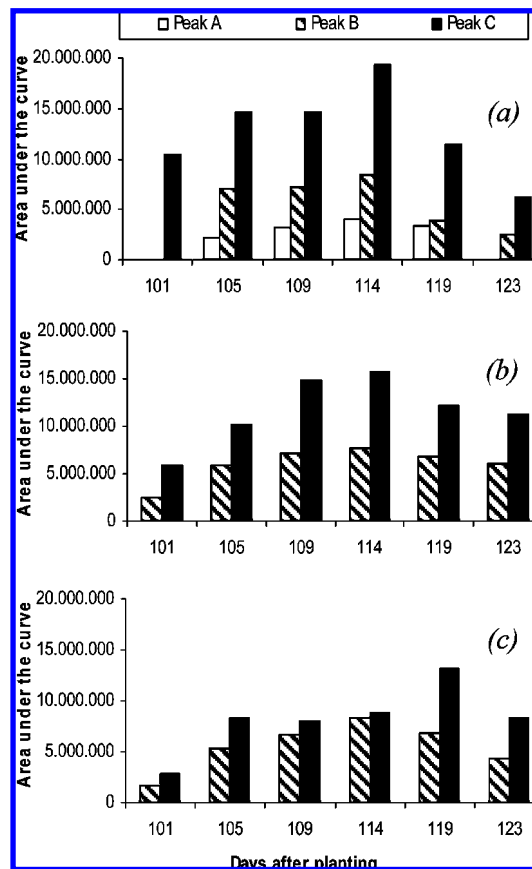 Peak A Peak B Peak C
(a)
Area under the curve
20.000.000
15.000.000
10.000.000
5.000.000
0
101 105 109 114 119 123
(b)
Area under the curve
20.000.000
15.000.000
10.000.000
5.000.000
0
101 105 109 114 119 123
(c)
Area under the curve
20.000.000
15.000.000
10.000.000
5.000.000
0
101 105 109 114 119 123
Days after planting